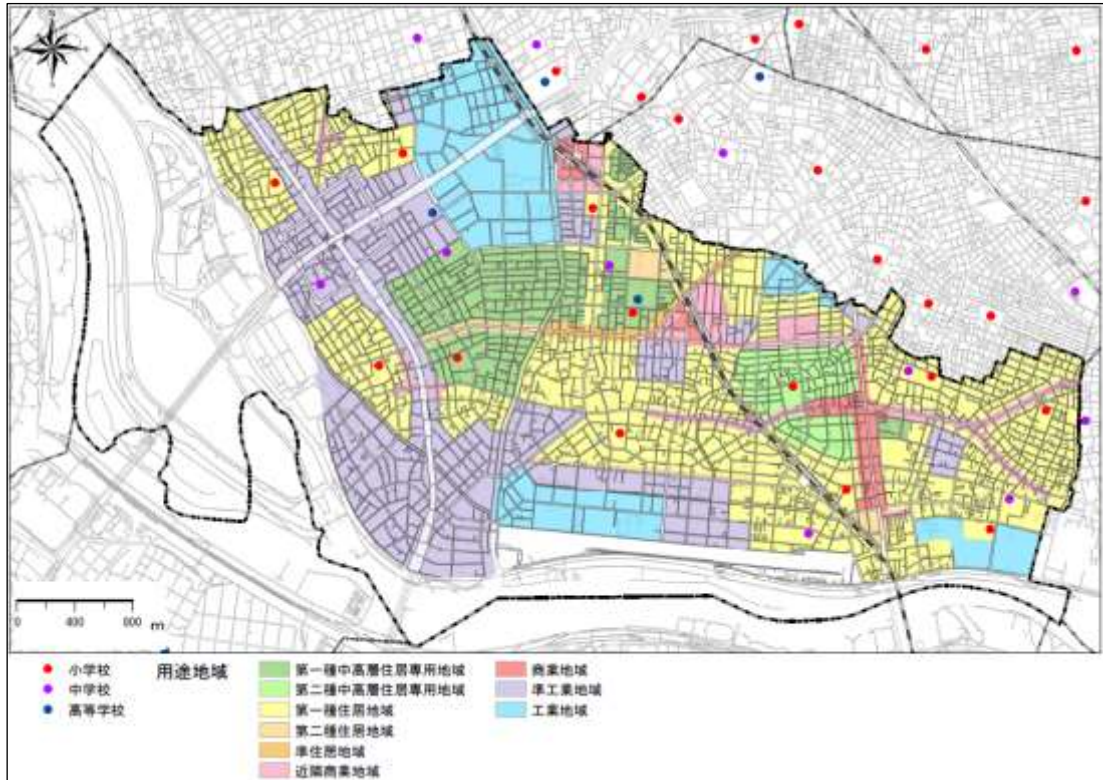 N
0 400 800 m
小学校
中学校
高等学校
用途地域
第一種中高層住居専用地域
第二種中高層住居専用地域
第一種住居地域
第二種住居地域
準住居地域
近隣商業地域
商業地域
準工業地域
工業地域